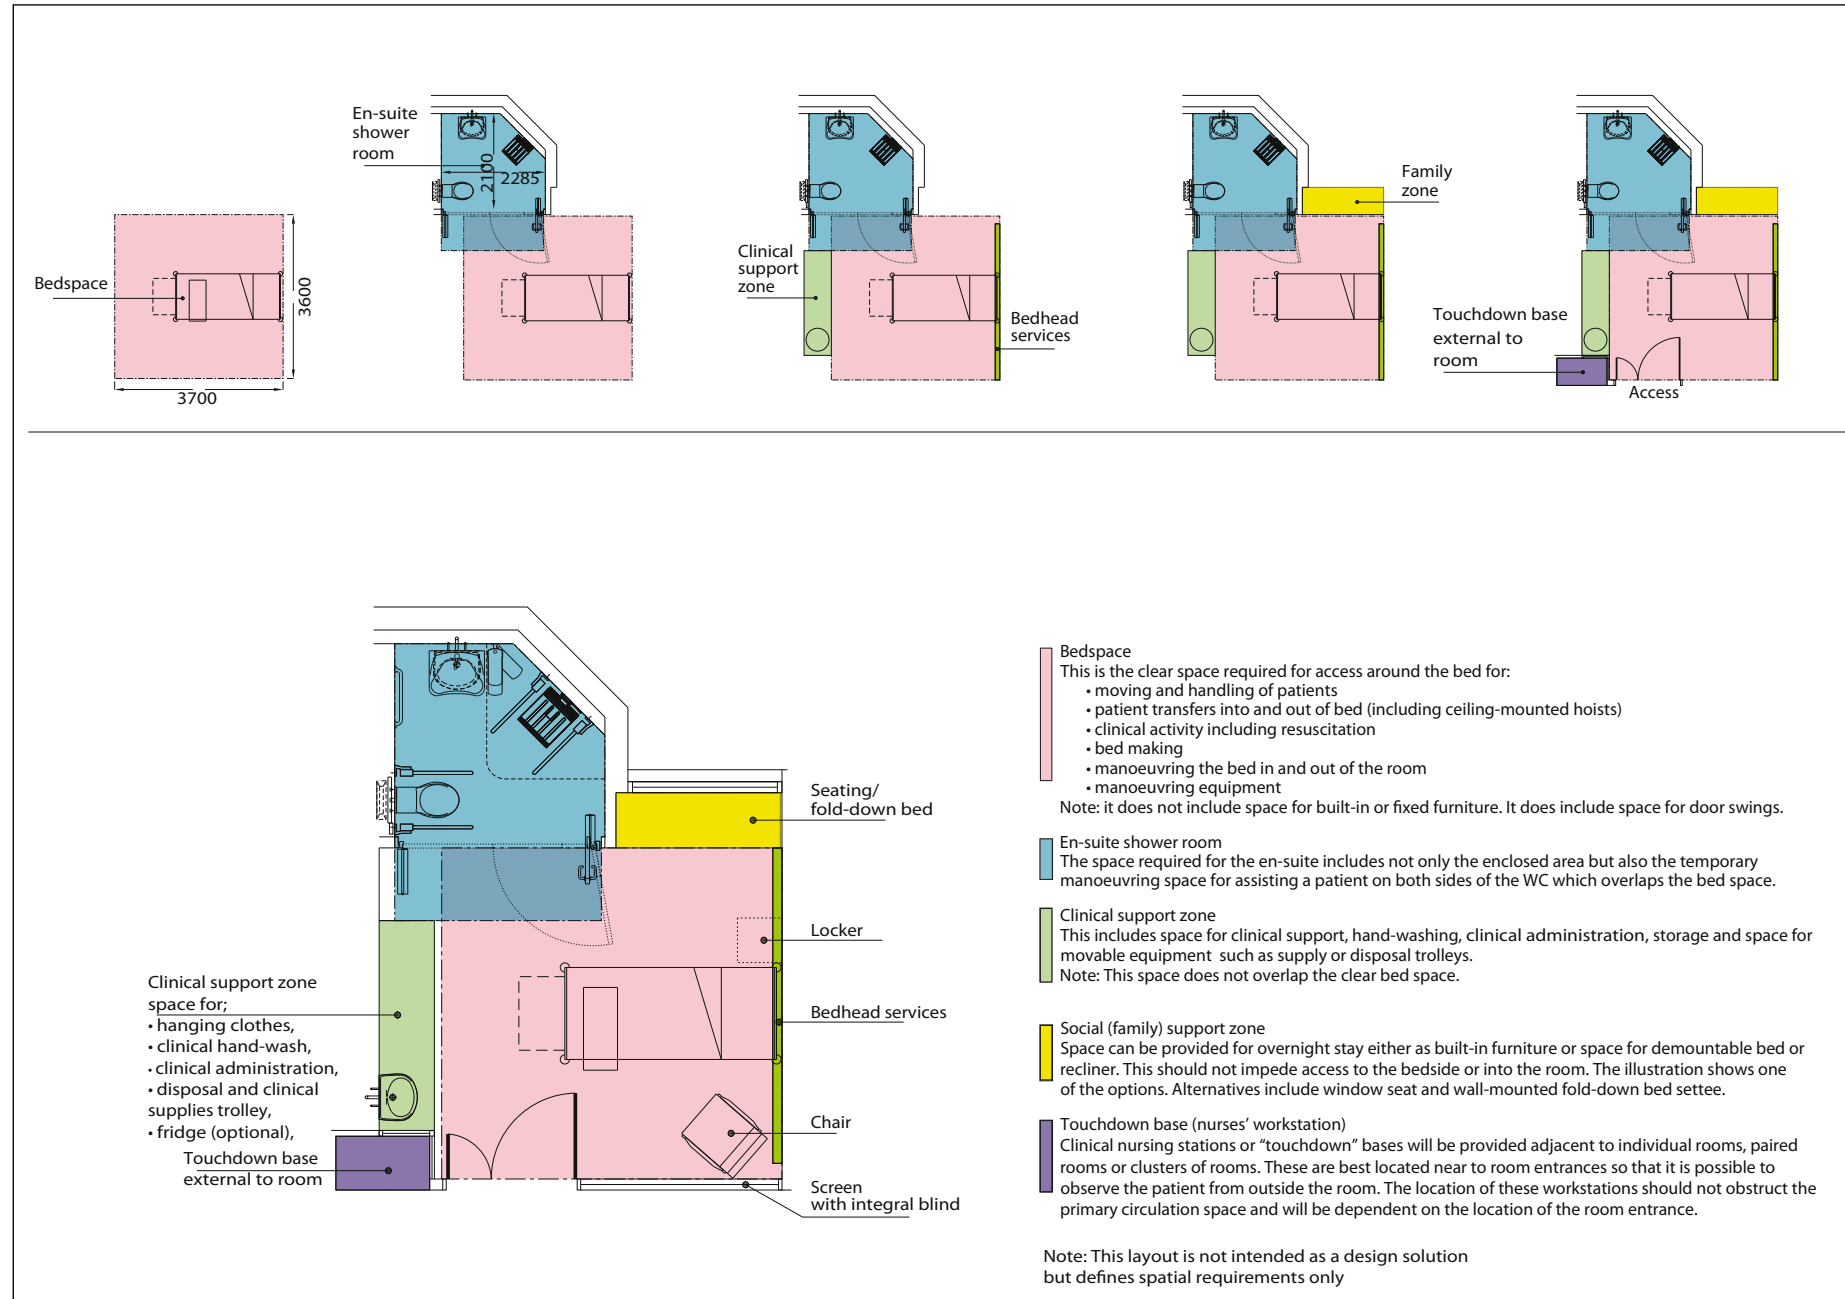 Bedspace
3600
3700
En-suite
shower
room
2100
2285
Clinical
support
zone
Bedhead
services
Family
zone
Touchdown base
external to
room
Access
Seating/
fold-down bed
Locker
Bedhead services
Chair
Screen
with integral blind
Clinical support zone
space for;
• hanging clothes,
• clinical hand-wash,
• clinical administration,
• disposal and clinical
supplies trolley,
• fridge (optional),
Touchdown base
external to room
Bedspace
This is the clear space required for access around the bed for:
• moving and handling of patients
• patient transfers into and out of bed (including ceiling-mounted hoists)
• clinical activity including resuscitation
• bed making
• manoeuvring the bed in and out of the room
• manoeuvring equipment
Note: it does not include space for built-in or fixed furniture. It does include space for door swings.
En-suite shower room
The space required for the en-suite includes not only the enclosed area but also the temporary
manoeuvring space for assisting a patient on both sides of the WC which overlaps the bed space.
Clinical support zone
This includes space for clinical support, hand-washing, clinical administration, storage and space for
movable equipment such as supply or disposal trolleys.
Note: This space does not overlap the clear bed space.
Social (family) support zone
Space can be provided for overnight stay either as built-in furniture or space for demountable bed or
recliner. This should not impede access to the bedside or into the room. The illustration shows one
of the options. Alternatives include window seat and wall-mounted fold-down bed settee.
Touchdown base (nurses’ workstation)
Clinical nursing stations or “touchdown” bases will be provided adjacent to individual rooms, paired
rooms or clusters of rooms. These are best located near to room entrances so that it is possible to
observe the patient from outside the room. The location of these workstations should not obstruct the
primary circulation space and will be dependent on the location of the room entrance.
Note: This layout is not intended as a design solution
but defines spatial requirements only